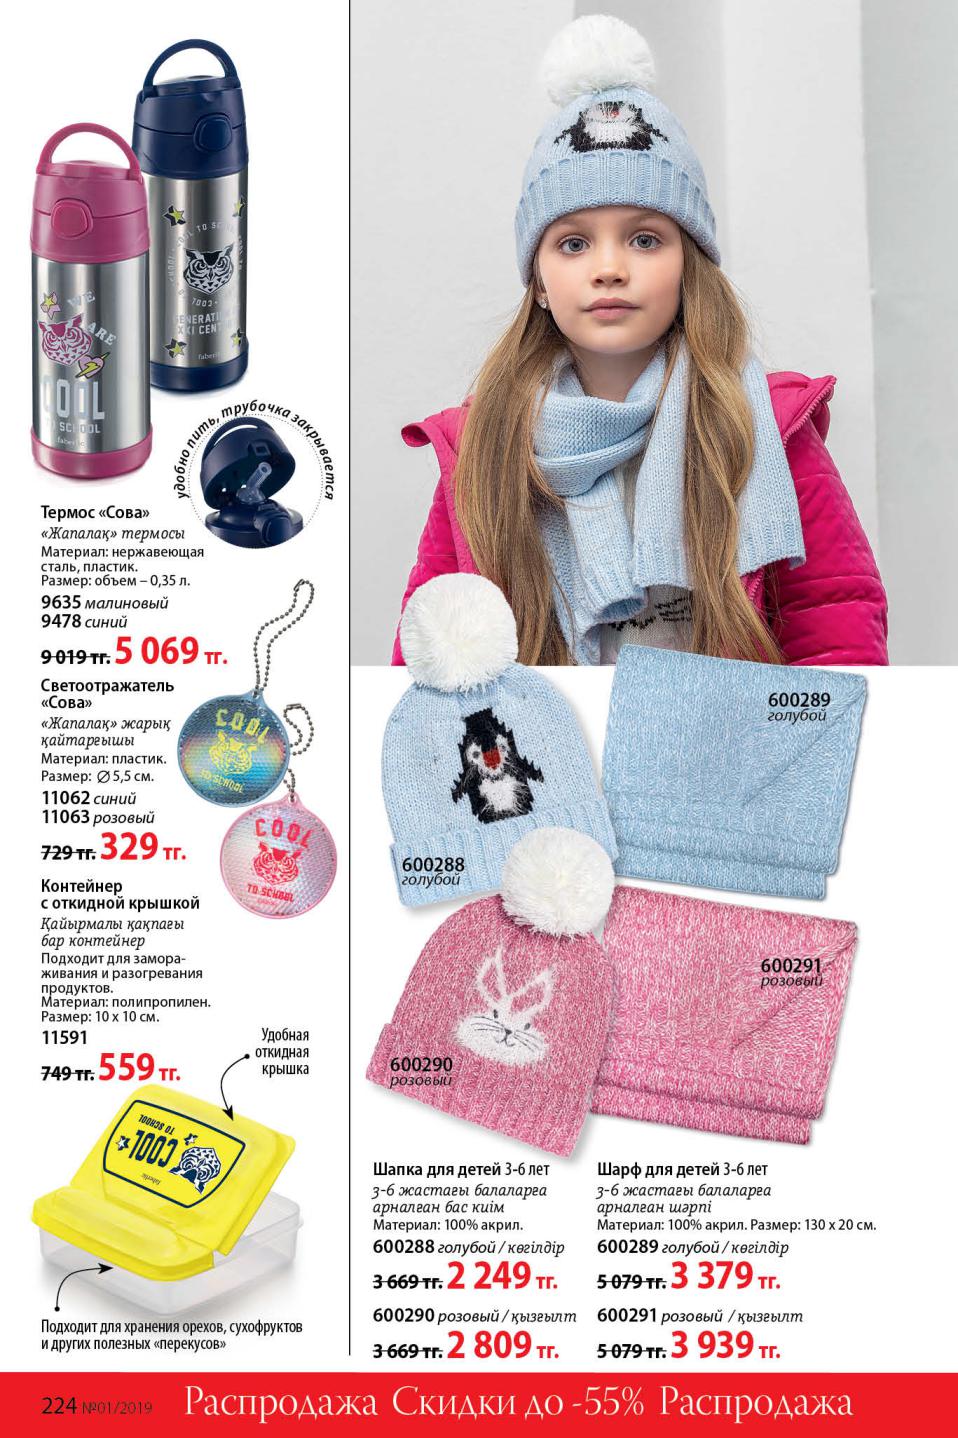 WE
ARE
COOL
TO SCHOOL
faberlic
GENERATION
XXI CENT
faberlic
удобно пить, трубочка закрывается
Термос «Сова»
«Жапалақ» термосы
Материал: нержавеющая
сталь, пластик.
Размер: объем – 0,35 л.
9635 малиновый
9478 синий
9 019 тг. 5 069 тг.
Светоотражатель
«Сова»
«Жапалақ» жарық
қайтарғышы
Материал: пластик.
Размер: ∅ 5,5 см.
11062 синий
11063 розовый
729 тг. 329 тг.
COOL
TO SCHOOL
COOL
TO SCHOOL
Контейнер
с откидной крышкой
Қайырмалы қақпағы
бар контейнер
Подходит для замора-
живания и разогревания
продуктов.
Материал: полипропилен.
Размер: 10 х 10 см.
11591
749 тг. 559 тг.
Удобная
откидная
крышка
COOL
TO SCHOOL
faberlic
Подходит для хранения орехов, сухофруктов
и других полезных «перекусов»
600289
голубой
600288
голубой
600291
розовый
600290
розовый
Шапка для детей 3-6 лет
3-6 жастағы балаларға
арналған бас киім
Материал: 100% акрил.
600288 голубой / көгілдір
3 669 тг. 2 249 тг.
600290 розовый / қызғылт
3 669 тг. 2 809 тг.
Шарф для детей 3-6 лет
3-6 жастағы балаларға
арналған шәрпі
Материал: 100% акрил. Размер: 130 х 20 см.
600289 голубой / көгілдір
5 079 тг. 3 379 тг.
600291 розовый / қызғылт
5 079 тг. 3 939 тг.
224 №01/2019
Распродажа Скидки до -55% Распродажа